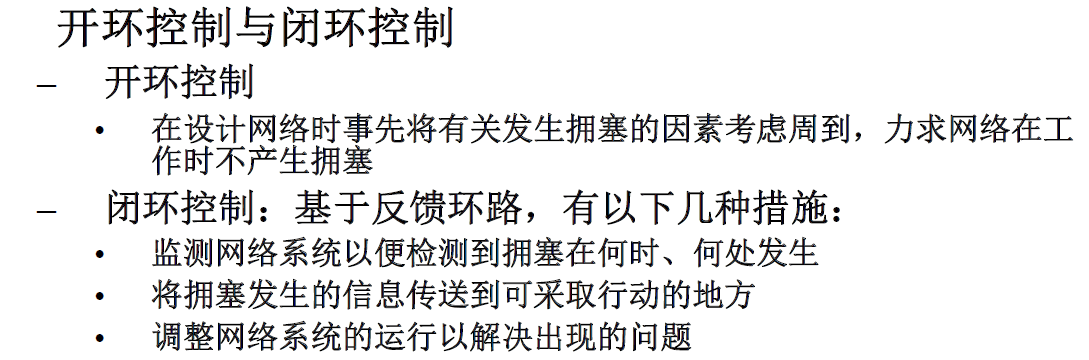 开环控制与闭环控制
– 开环控制
• 在设计网络时事先将有关发生拥塞的因素考虑周到，力求网络在工
作时不产生拥塞
– 闭环控制：基于反馈环路，有以下几种措施：
• 监测网络系统以便检测到拥塞在何时、何处发生
• 将拥塞发生的信息传送到可采取行动的地方
• 调整网络系统的运行以解决出现的问题